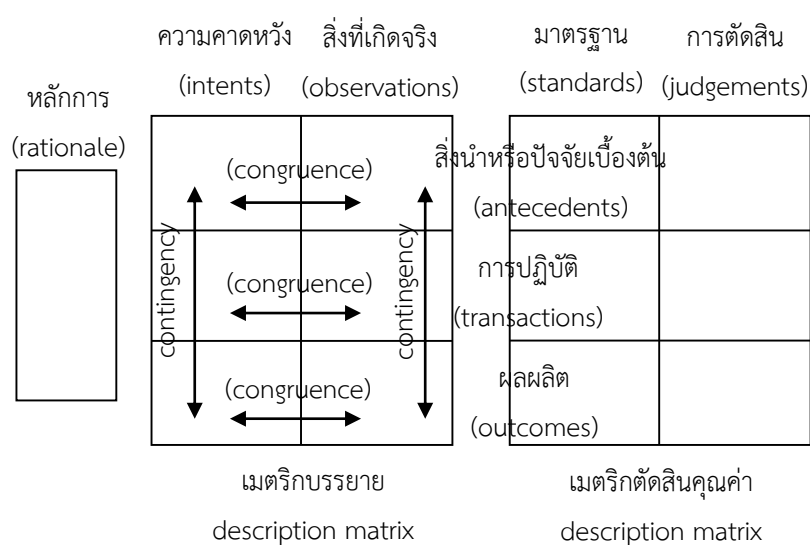 ความคาดหวัง
(intents)
สิ่งที่เกิดจริง
(observations)
มาตรฐาน
(standards)
การตัดสิน
(judgements)
หลักการ
(rationale)
(congruence)
สิ่งนำหรือปัจจัยเบื้องต้น
(antecedents)
contingency
(congruence)
contingency
การปฏิบัติ
(transactions)
(congruence)
ผลผลิต
(outcomes)
เมตริกบรรยาย
description matrix
เมตริกตัดสินคุณค่า
description matrix